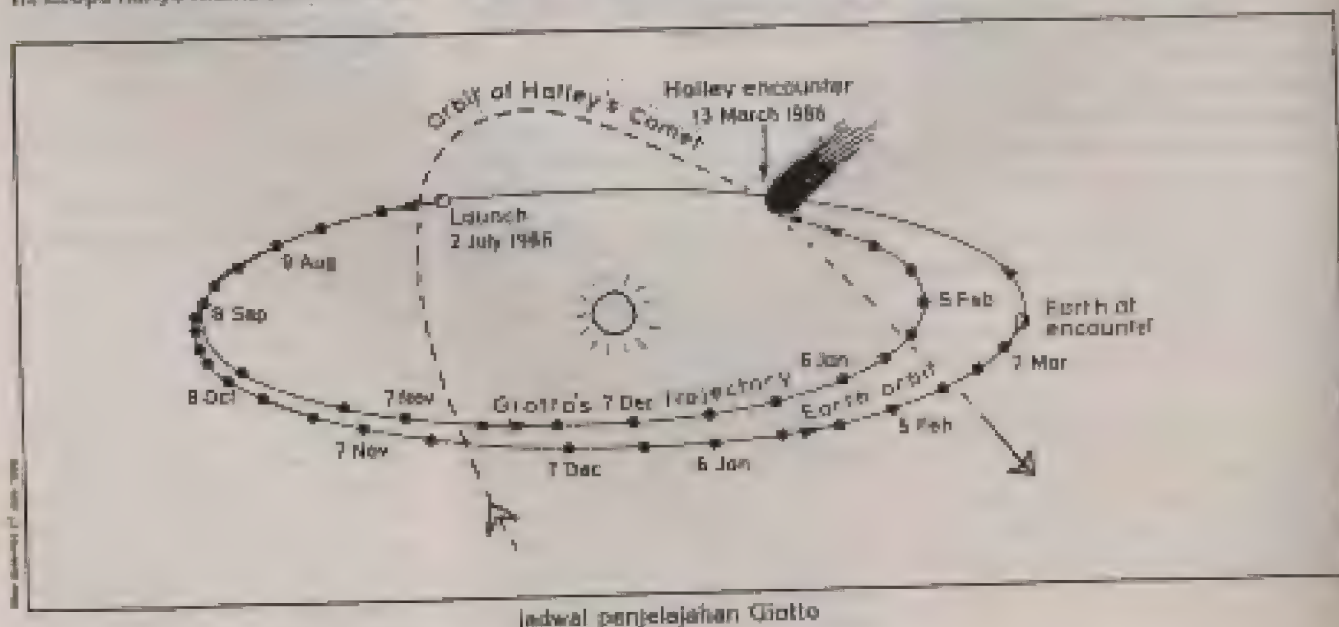 Orbit of Halley's Comet
Halley encounter
13 March 1986
Launch
2 July 1985
9 Aug
8 Sep
8 Oct
7 Nov
7 Nov
Giotto's 7 Dec Trajectory
6 Jan
5 Feb
Earth at
encounter
7 Mar
Earth orbit
5 Feb
6 Jan
7 Dec
Jadwal penjelajahan Giotto